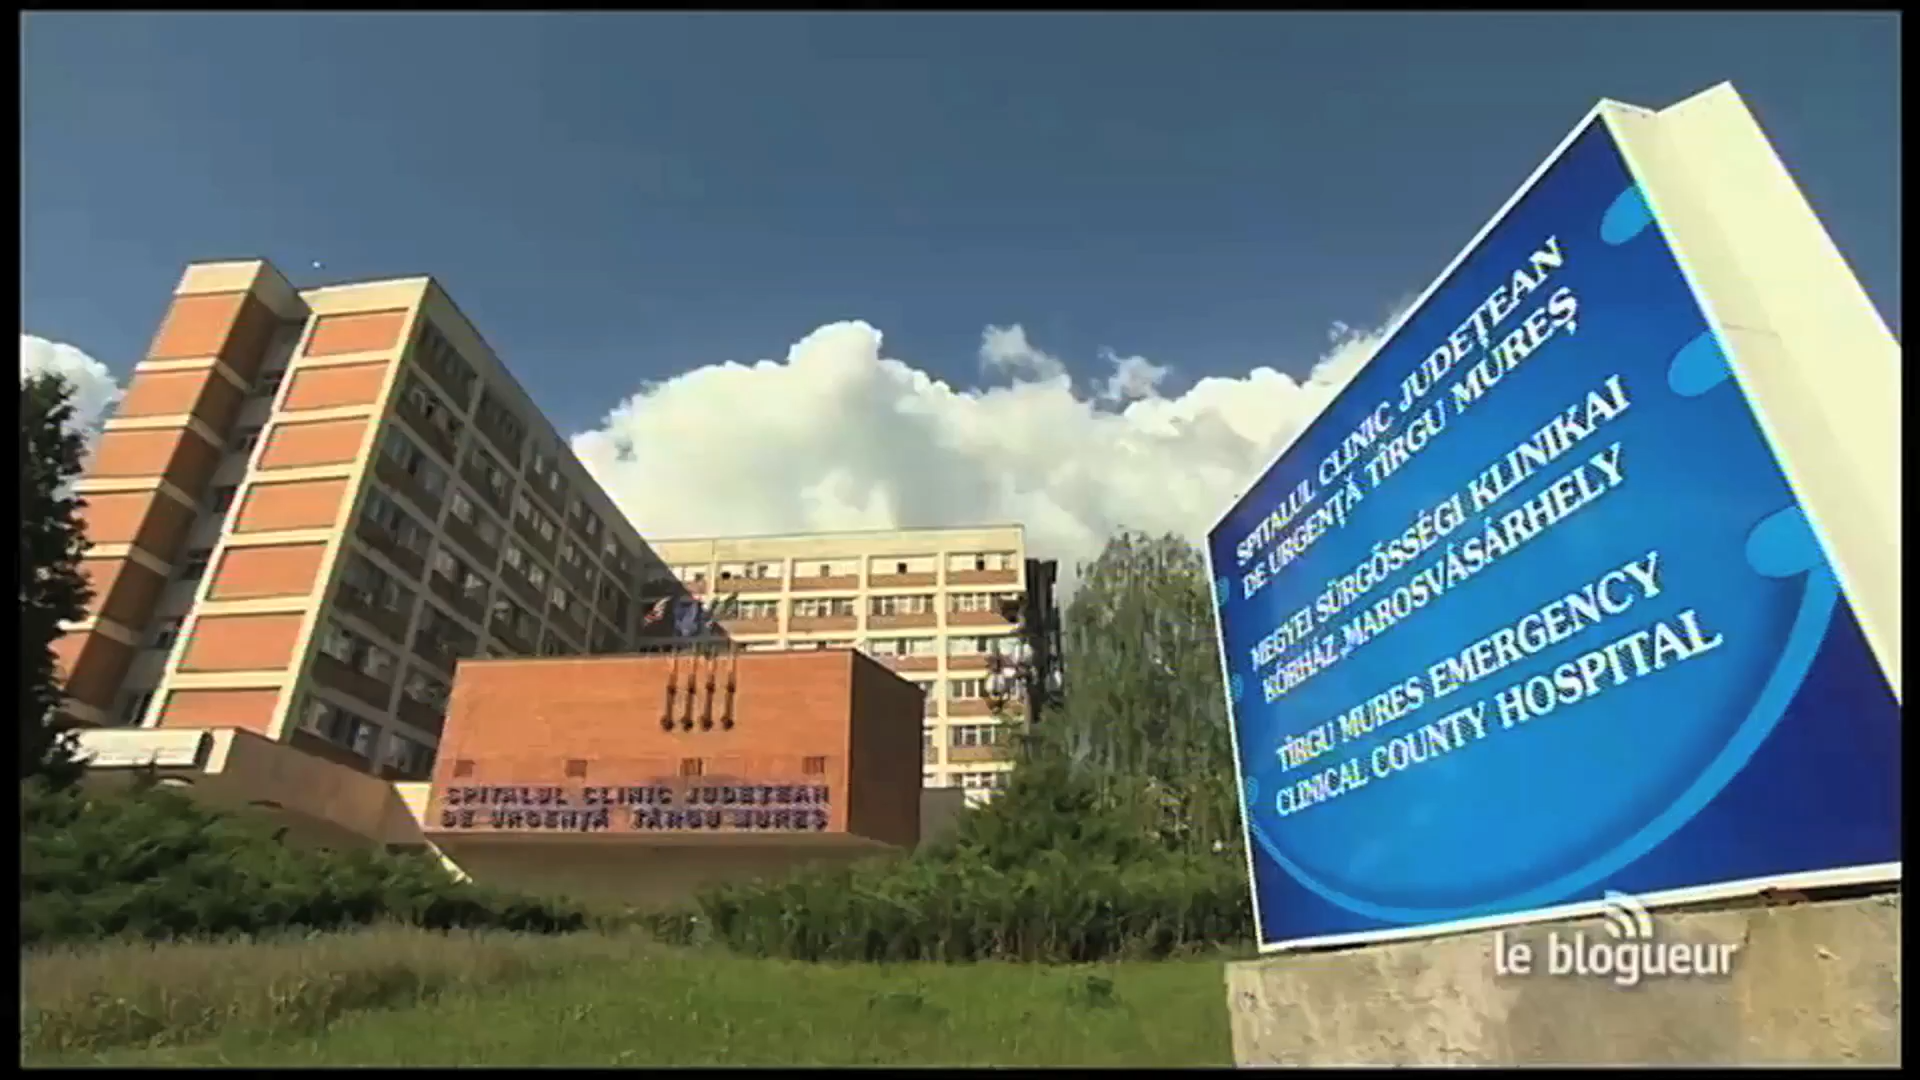 SPITALUL CLINIC JUDEȚEAN
DE URGENȚĂ TÎRGU MUREȘ
MEGYEI SÜRGŐSSÉGI KLINIKAI
KÓRHÁZ MAROSVÁSÁRHELY
TÎRGU MURES EMERGENCY
CLINICAL COUNTY HOSPITAL
SPITALUL CLINIC JUDEȚEAN
DE URGENȚĂ TÂRGU MUREȘ
le blogueur